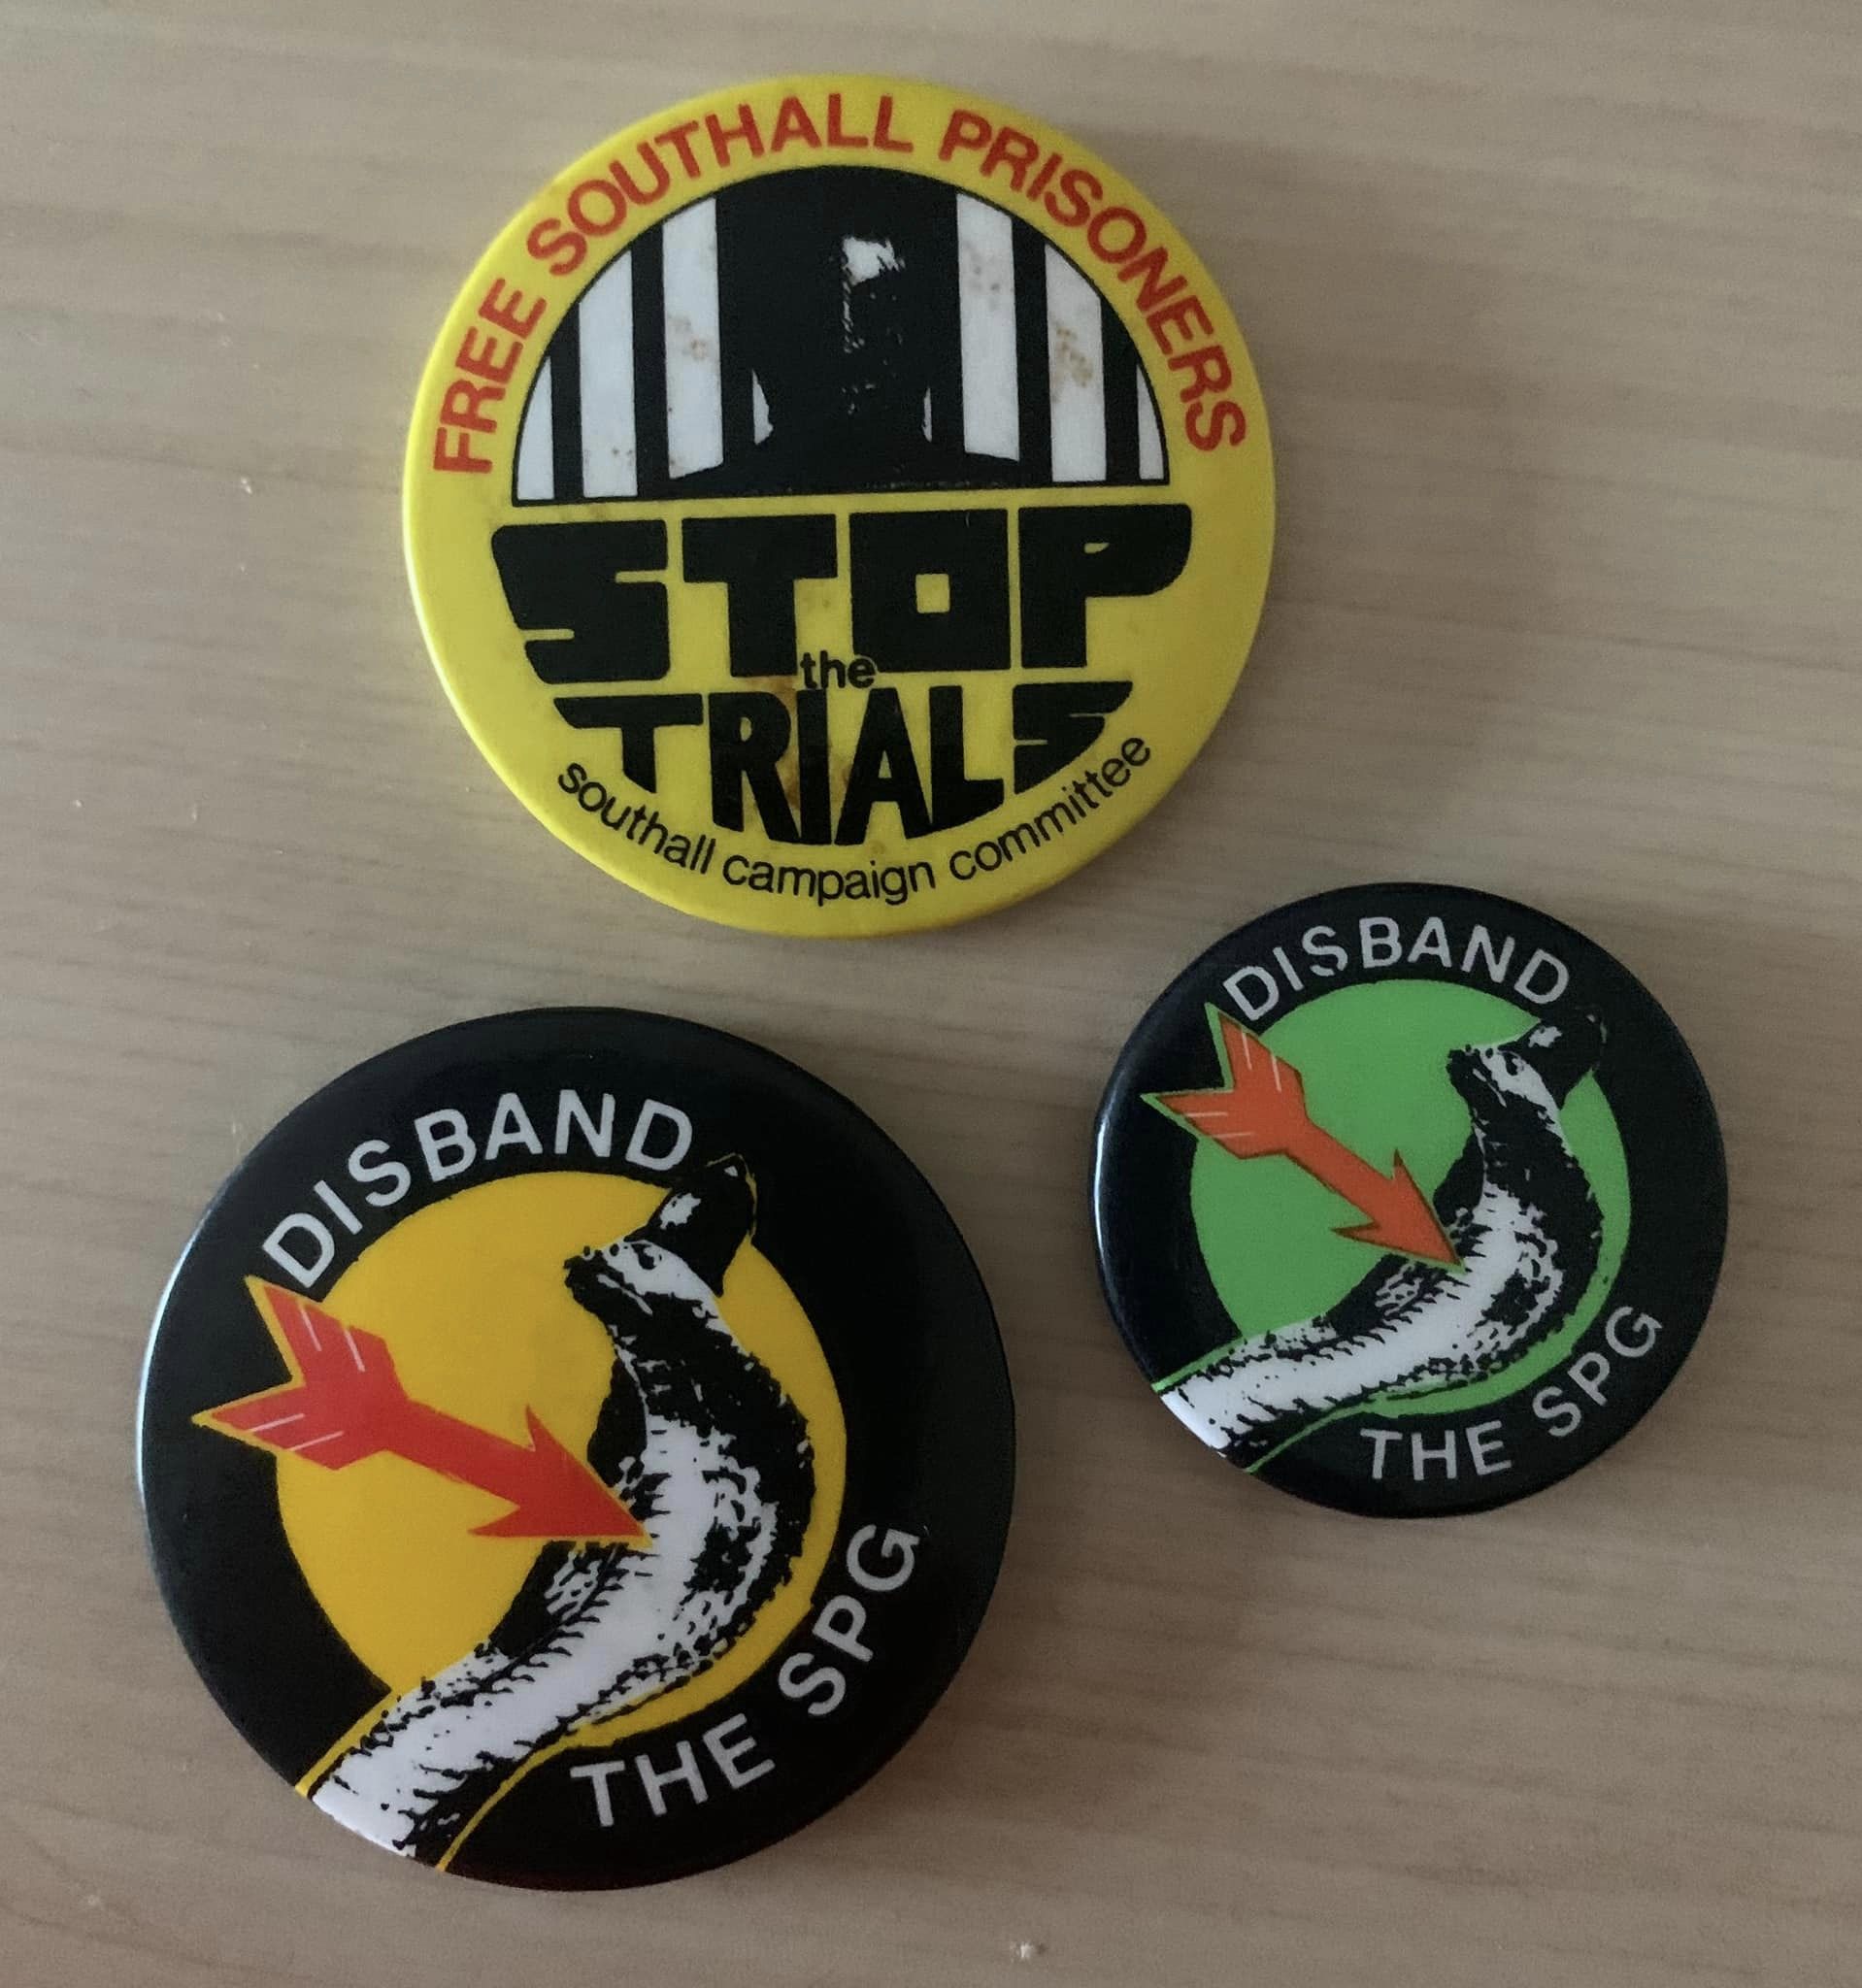 FREE SOUTHALL PRISONERS
STOP
the
TRIALS
southall campaign committee
DISBAND
THE SPG
DISBAND
THE SPG